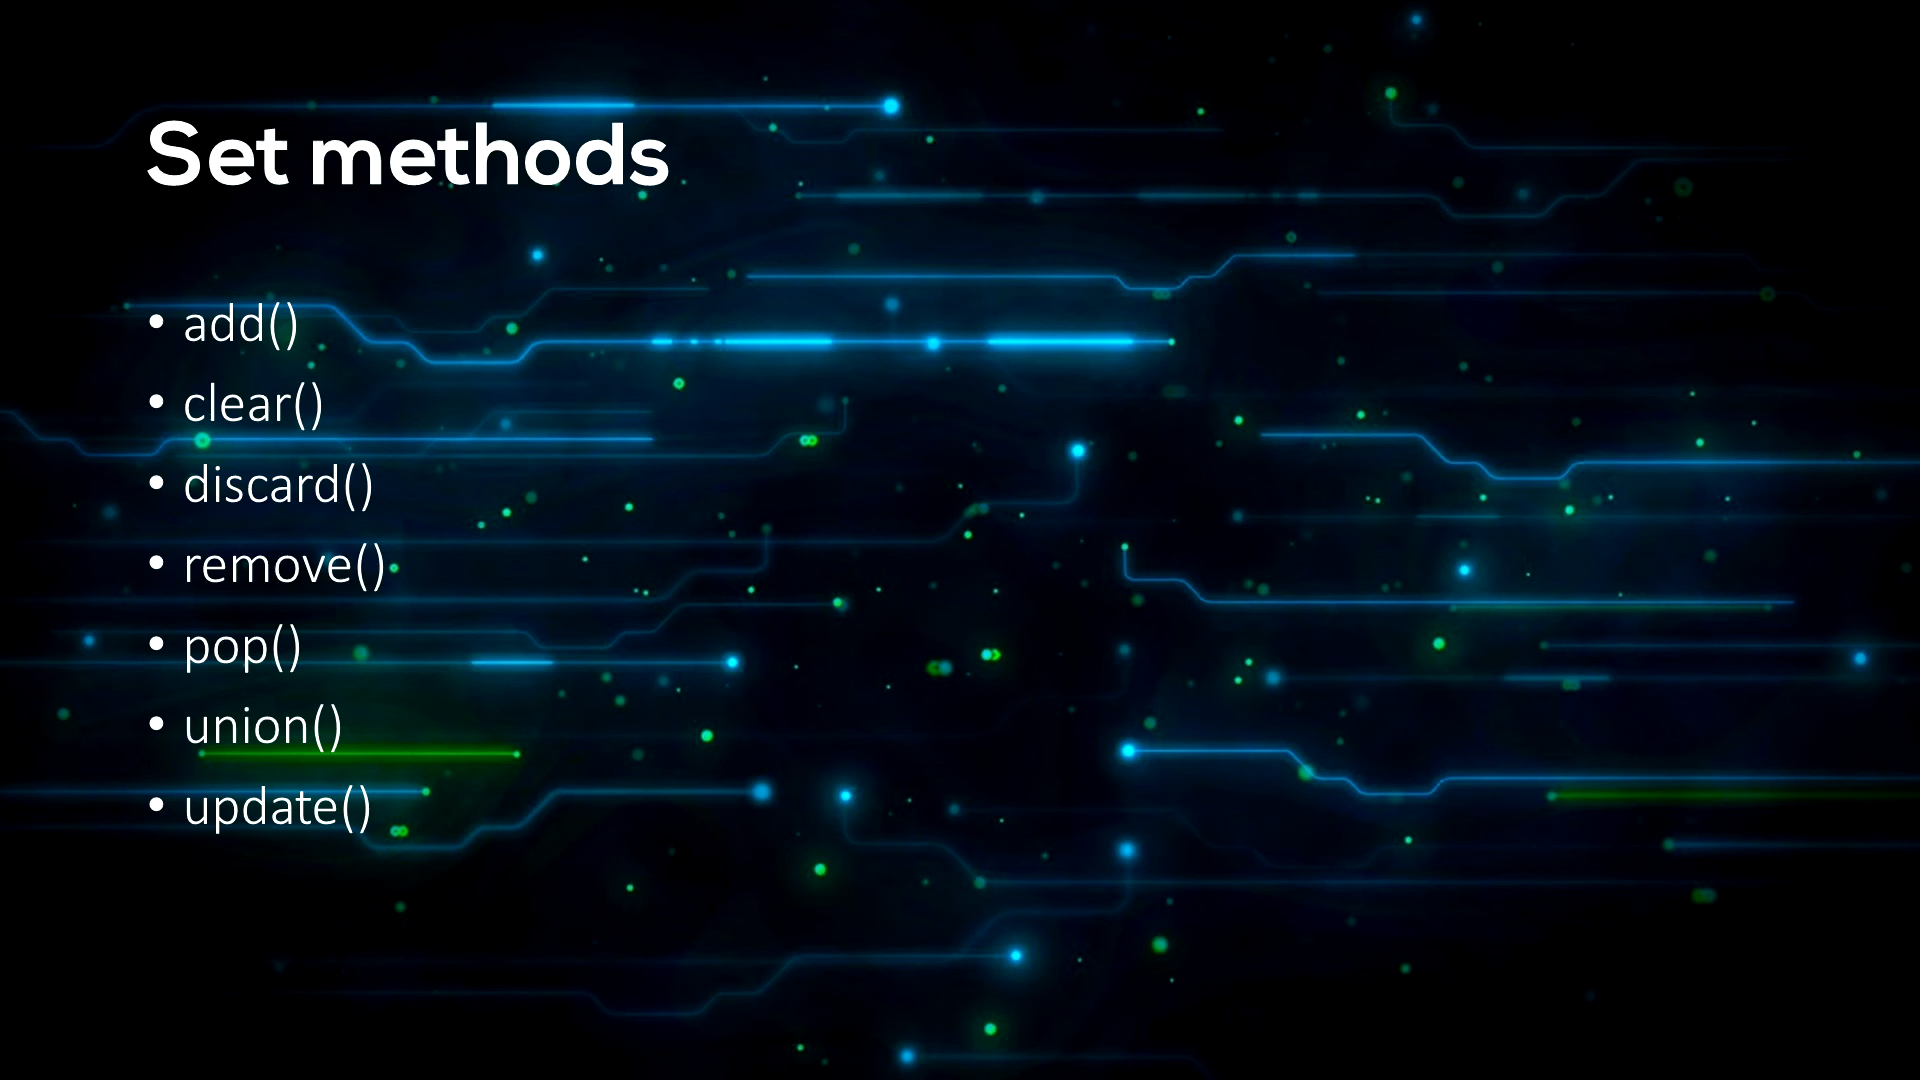 Set methods
• add()
• clear()
• discard()
• remove()
• pop()
• union()
• update()